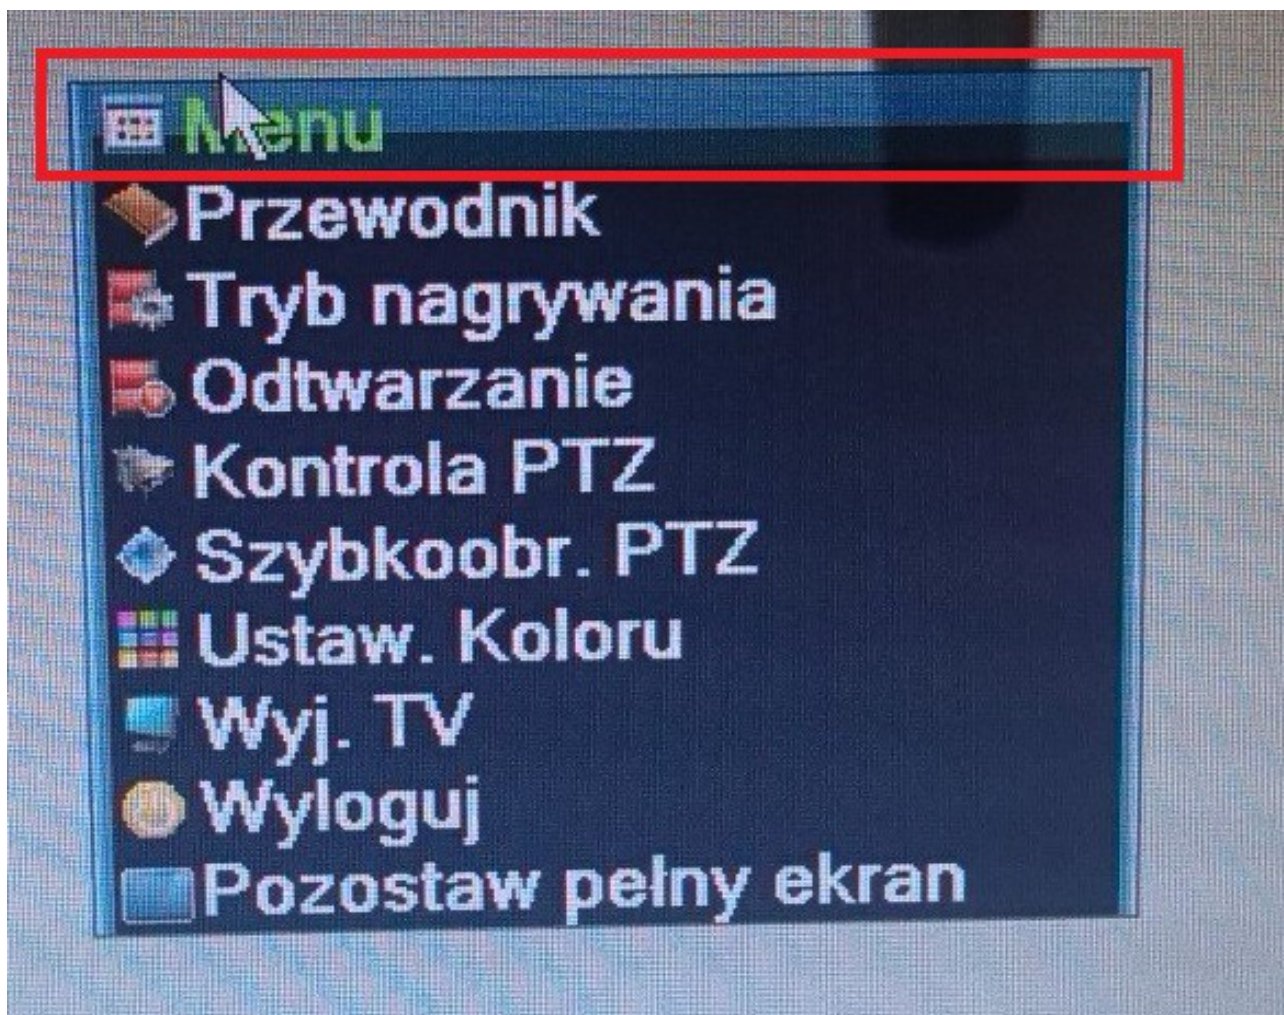 Menu
Przewodnik
Tryb nagrywania
Odtwarzanie
Kontrola PTZ
Szybkoobr. PTZ
Ustaw. Koloru
Wyj. TV
Wyloguj
Pozostaw pełny ekran